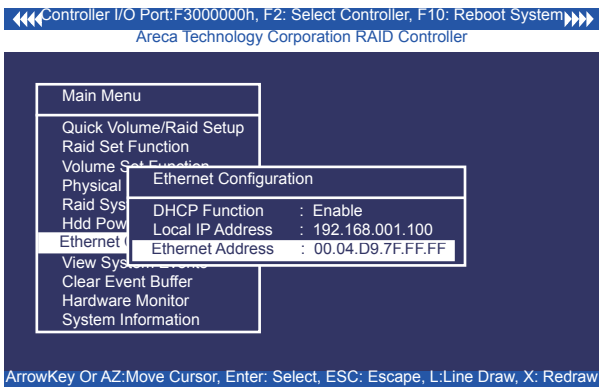 Controller I/O Port:F3000000h, F2: Select Controller, F10: Reboot System
Areca Technology Corporation RAID Controller
Main Menu
Quick Volume/Raid Setup
Raid Set Function
Volume Set Function
Physical
Raid Sys
Hdd Pow
Ethernet
View System Events
Clear Event Buffer
Hardware Monitor
System Information
Ethernet Configuration
DHCP Function : Enable
Local IP Address : 192.168.001.100
Ethernet Address : 00.04.D9.7F.FF.FF
ArrowKey Or AZ:Move Cursor, Enter: Select, ESC: Escape, L:Line Draw, X: Redraw